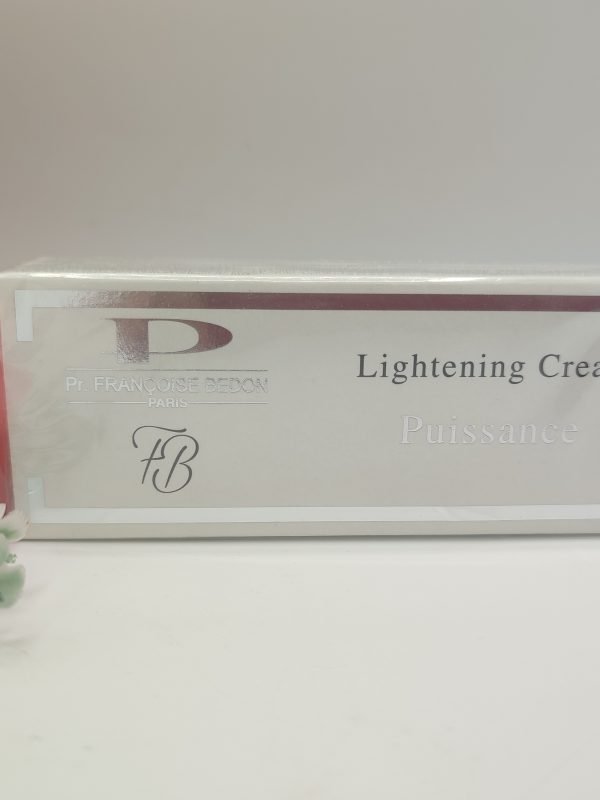 P
Pr. FRANÇOISE BEDON
PARIS
FB
Lightening Crea
Puissance